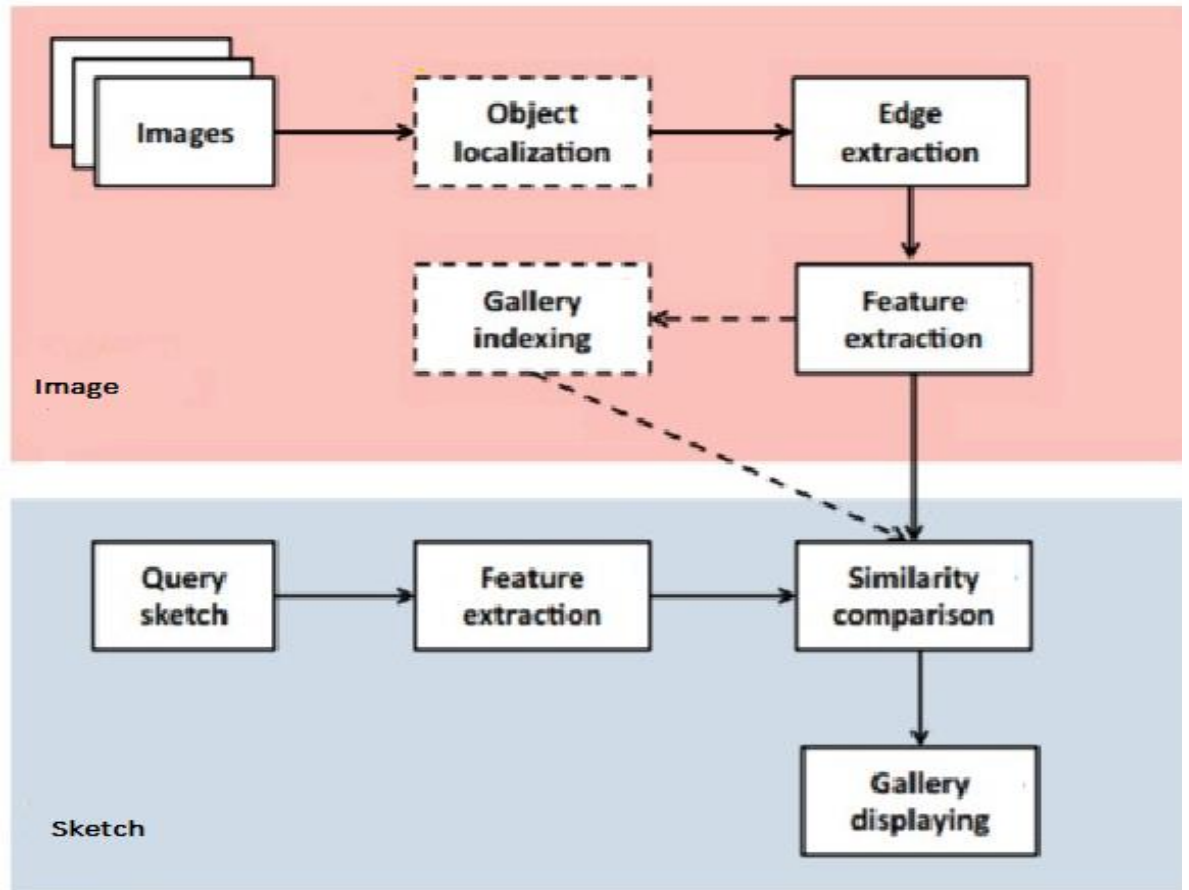 Images
Object
localization
Edge
extraction
Gallery
indexing
Feature
extraction
Image
Query
sketch
Feature
extraction
Similarity
comparison
Gallery
displaying
Sketch